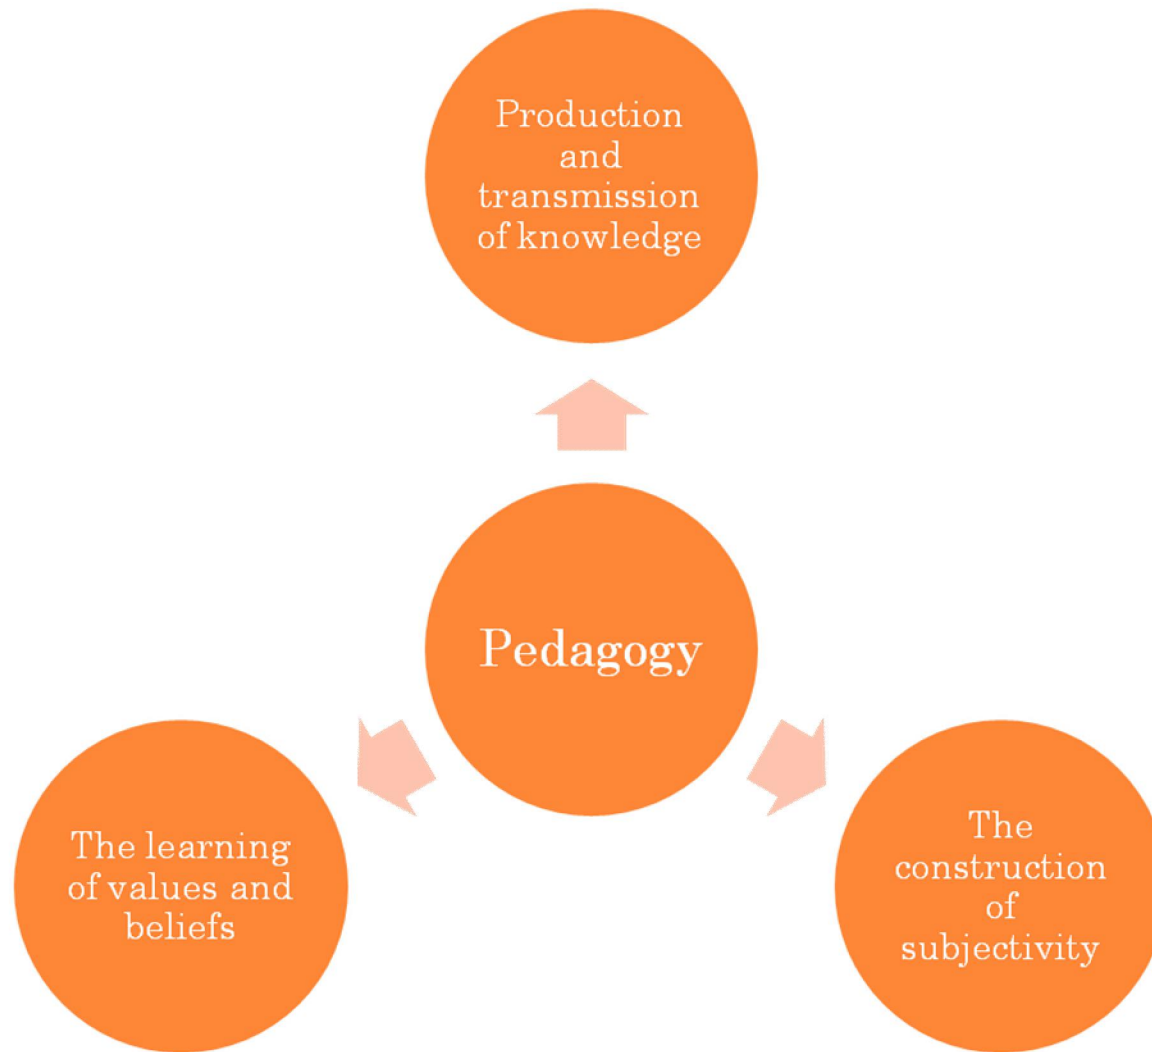 Production
and
transmission
of knowledge
Pedagogy
The learning
of values and
beliefs
The
construction
of
subjectivity